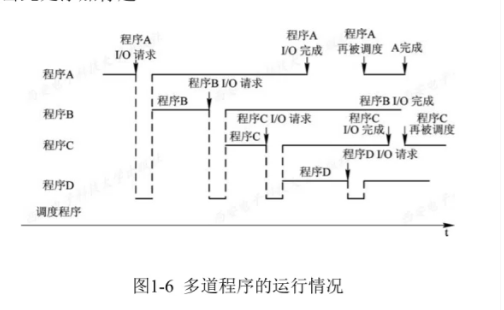 程序A
I/O 请求
程序A
I/O 完成
程序A
再被调度
A完成
程序A
程序B I/O 请求
程序B
程序B
程序B I/O 完成
程序C I/O 请求
程序C
I/O 完成
程序C
再被调度
程序C
程序C
程序D I/O 请求
程序D
程序D
调度程序
t
图1-6 多道程序的运行情况